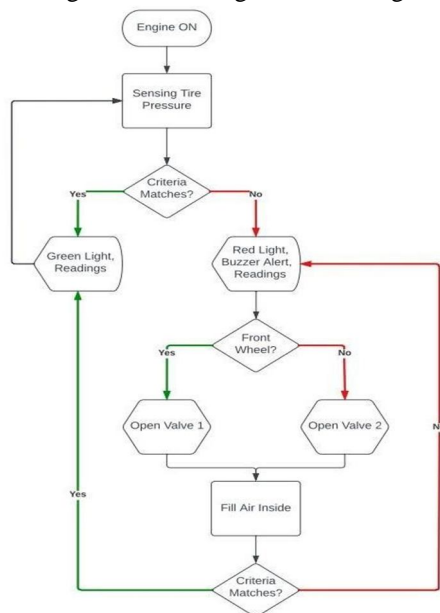 Engine ON
Sensing Tire
Pressure
Criteria
Matches?
Yes
No
Green Light,
Readings
Red Light,
Buzzer Alert,
Readings
Front
Wheel?
Yes
No
Open Valve 1
Open Valve 2
Yes
Fill Air Inside
Criteria
Matches?